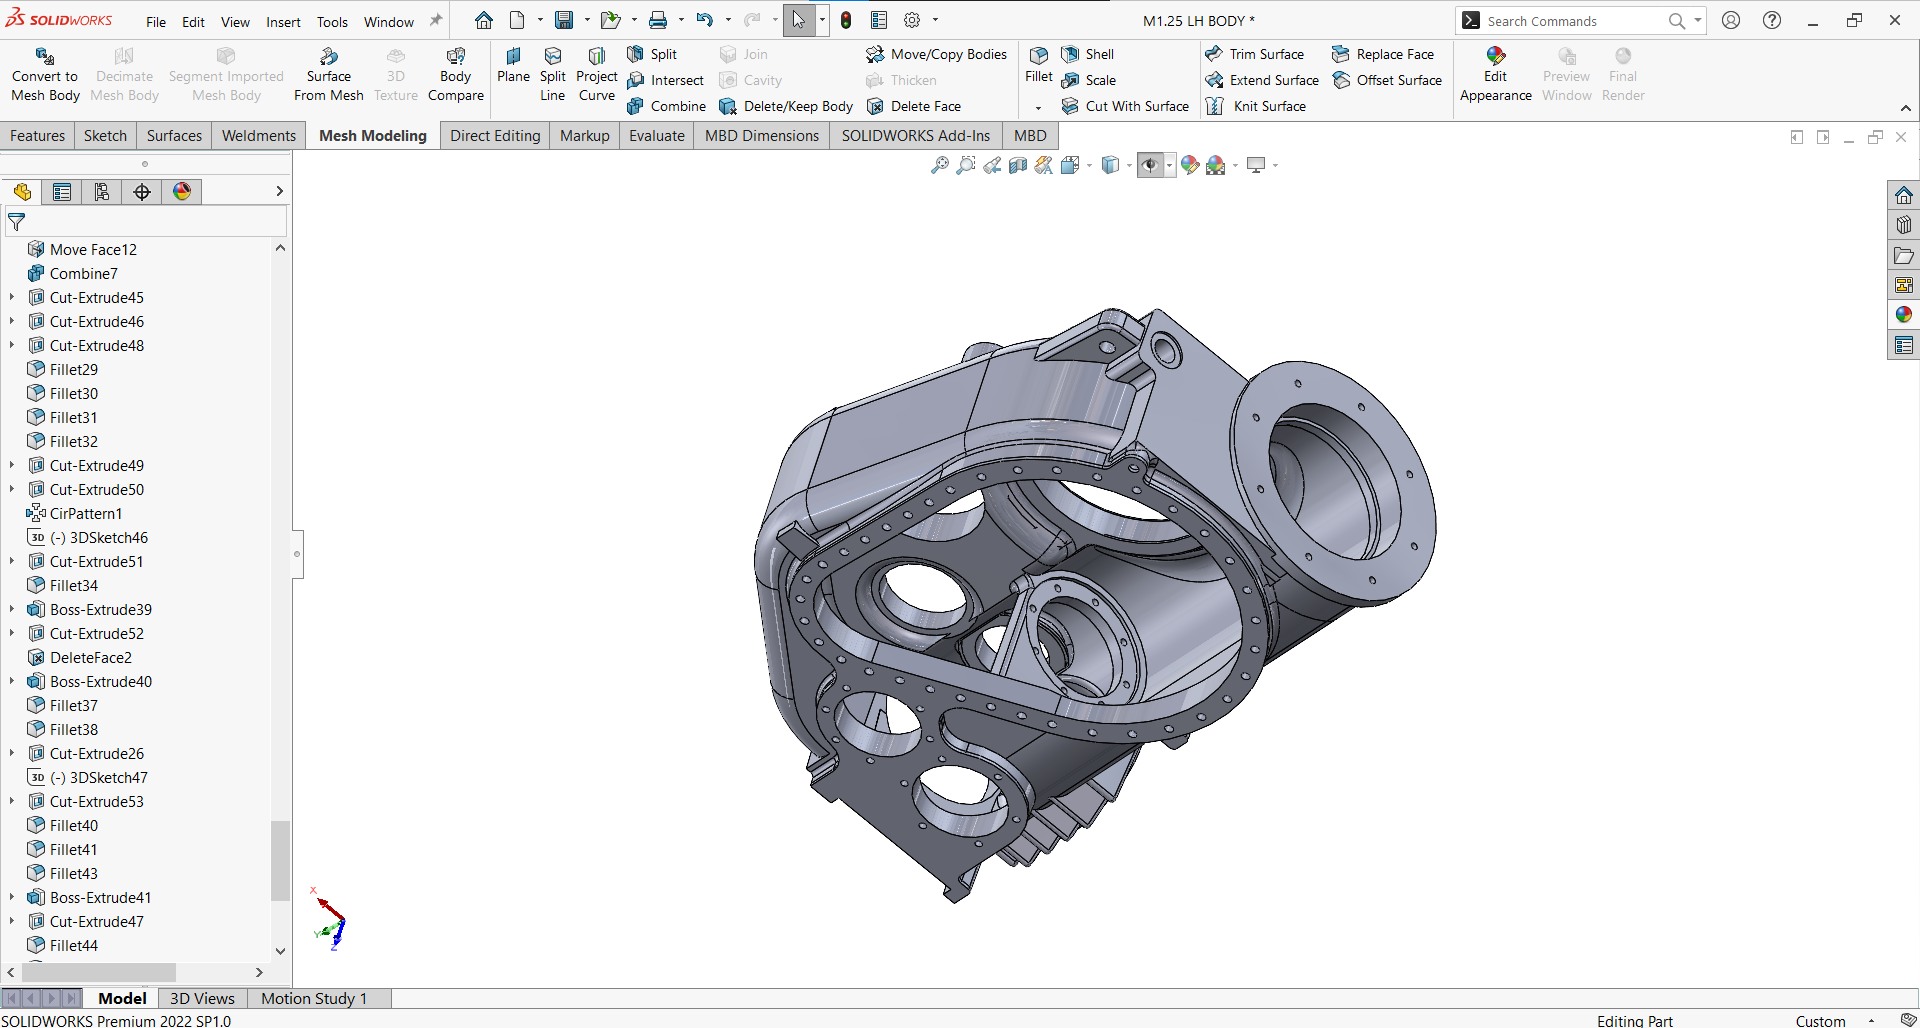 SOLIDWORKS File Edit View Insert Tools Window M1.25 LH BODY * Search Commands
Convert to Mesh Body
Decimate Mesh Body
Segment Imported Mesh Body
Surface From Mesh
3D Texture
Body Compare
Plane
Split Line
Project Curve
Split
Intersect
Combine
Join
Cavity
Delete/Keep Body
Move/Copy Bodies
Thicken
Delete Face
Fillet
Shell
Scale
Cut With Surface
Trim Surface
Extend Surface
Knit Surface
Replace Face
Offset Surface
Edit Appearance
Preview Window
Final Render
Features Sketch Surfaces Weldments Mesh Modeling Direct Editing Markup Evaluate MBD Dimensions SOLIDWORKS Add-Ins MBD
Move Face12
Combine7
Cut-Extrude45
Cut-Extrude46
Cut-Extrude48
Fillet29
Fillet30
Fillet31
Fillet32
Cut-Extrude49
Cut-Extrude50
CirPattern1
3D (-) 3DSketch46
Cut-Extrude51
Fillet34
Boss-Extrude39
Cut-Extrude52
DeleteFace2
Boss-Extrude40
Fillet37
Fillet38
Cut-Extrude26
3D (-) 3DSketch47
Cut-Extrude53
Fillet40
Fillet41
Fillet43
Boss-Extrude41
Cut-Extrude47
Fillet44
X
Y
Z
Model 3D Views Motion Study 1
SOLIDWORKS Premium 2022 SP1.0 Editing Part Custom